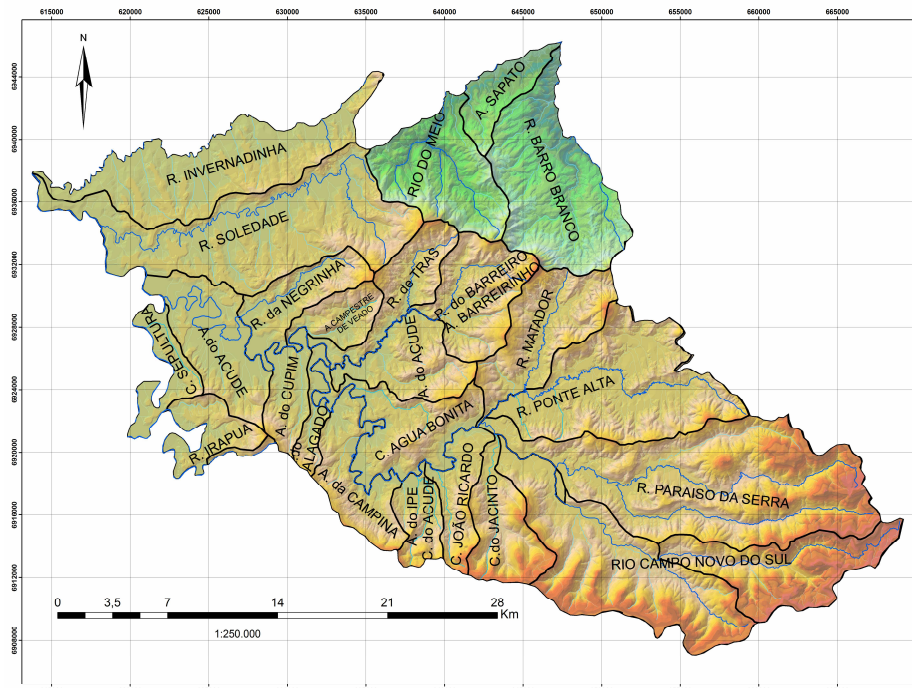 615000 620000 625000 630000 635000 640000 645000 650000 655000 660000 665000
N
6944000
6940000
6936000
6932000
6928000
6924000
6920000
6916000
6912000
6908000
A. SAPATO
R. BARRO BRANCO
RIO DO MEIO
R. INVERNADINHA
R. SOLEDADE
R. de TRAS
R. do BARREIRO
A. BARREIRINHO
R. da NEGRINHA
A CAMPESTRE
DE VEADO
R. MATADOR
C. SEPULTURA
A.do AÇUDE
A. do AÇUDE
A. do CUPIM
R. PONTE ALTA
C. AGUA BONITA
ALAGADO
R. IRAPUA
A. da CAMPINA
A. do IPE
C. do ACUDE
C. JOÃO RICARDO
C. do JACINTO
R. PARAISO DA SERRA
RIO CAMPO NOVO DO SUL
0 3,5 7 14 21 28
Km
1:250.000